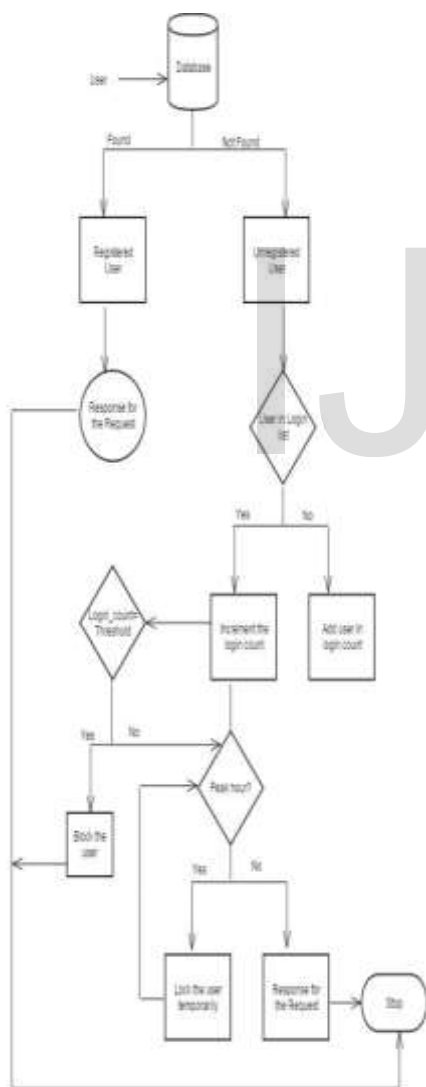 Database
User
Found
Not Found
Registered
User
Unregistered
User
IJ
Response for
the Request
User in Login
list
Yes
No
Login_count=
Threshold
Increment the
login count
Add user in
login count
Yes
No
Peak hour?
Block the
user
Yes
No
Lock the user
temporarily
Response for
the Request
Stop